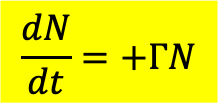 dN/dt = +ΓN